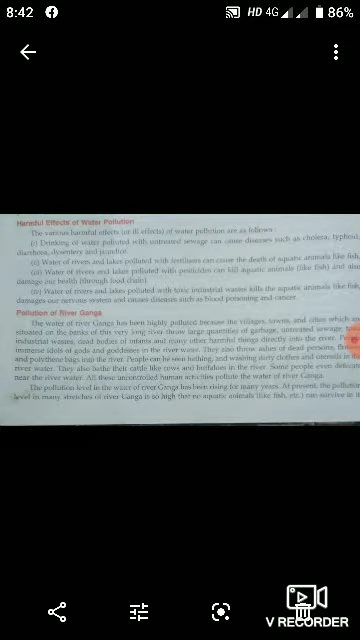 8:42
HD 4G 86%
Harmful Effects of Water Pollution
The various harmful effects (or ill effects) of water pollution are as follows :
(i) Drinking of water polluted with untreated sewage can cause diseases such as cholera, typhoid,
diarrhoea, dysentery and jaundice.
(ii) Water of rivers and lakes polluted with fertilisers can cause the death of aquatic animals like fish,
(iii) Water of rivers and lakes polluted with pesticides can kill aquatic animals (like fish) and also
damage our health (through food chain).
(iv) Water of rivers and lakes polluted with toxic industrial wastes kills the aquatic animals like fish,
damages our nervous system and causes diseases such as blood poisoning and cancer.
Pollution of River Ganga
The water of river Ganga has been highly polluted because the villages, towns, and cities which
situated on the banks of this very long river throw large quantities of garbage, untreated sewage,
industrial wastes, dead bodies of infants and many other harmful things directly into the river.
immerse idols of gods and goddesses in the river water. They also throw ashes of dead persons,
and polythene bags into the river. People can be seen bathing, and washing dirty clothes and utensils in
river water. They also bathe their cattle like cows and buffaloes in the river. Some people even defecate
near the river water. All these uncontrolled human activities pollute the water of river Ganga.
The pollution level in the water of river Ganga has been rising for many years. At present, the pollution
level in many stretches of river Ganga is so high that no aquatic animals (like fish, etc.) can survive in it
V RECORDER